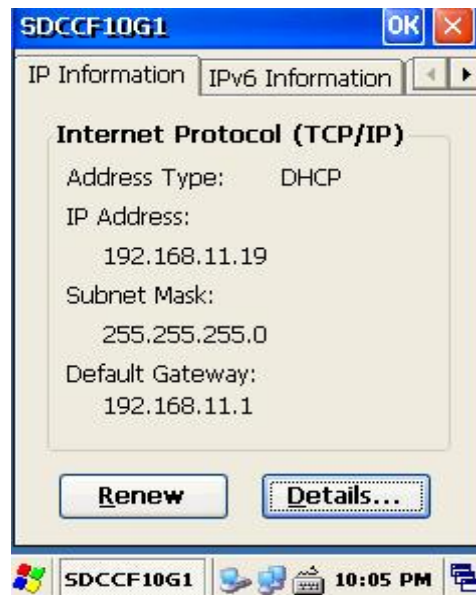 SDCCF10G1 OK
IP Information IPv6 Information
Internet Protocol (TCP/IP)
Address Type: DHCP
IP Address:
192.168.11.19
Subnet Mask:
255.255.255.0
Default Gateway:
192.168.11.1
Renew Details...
SDCCF10G1 10:05 PM